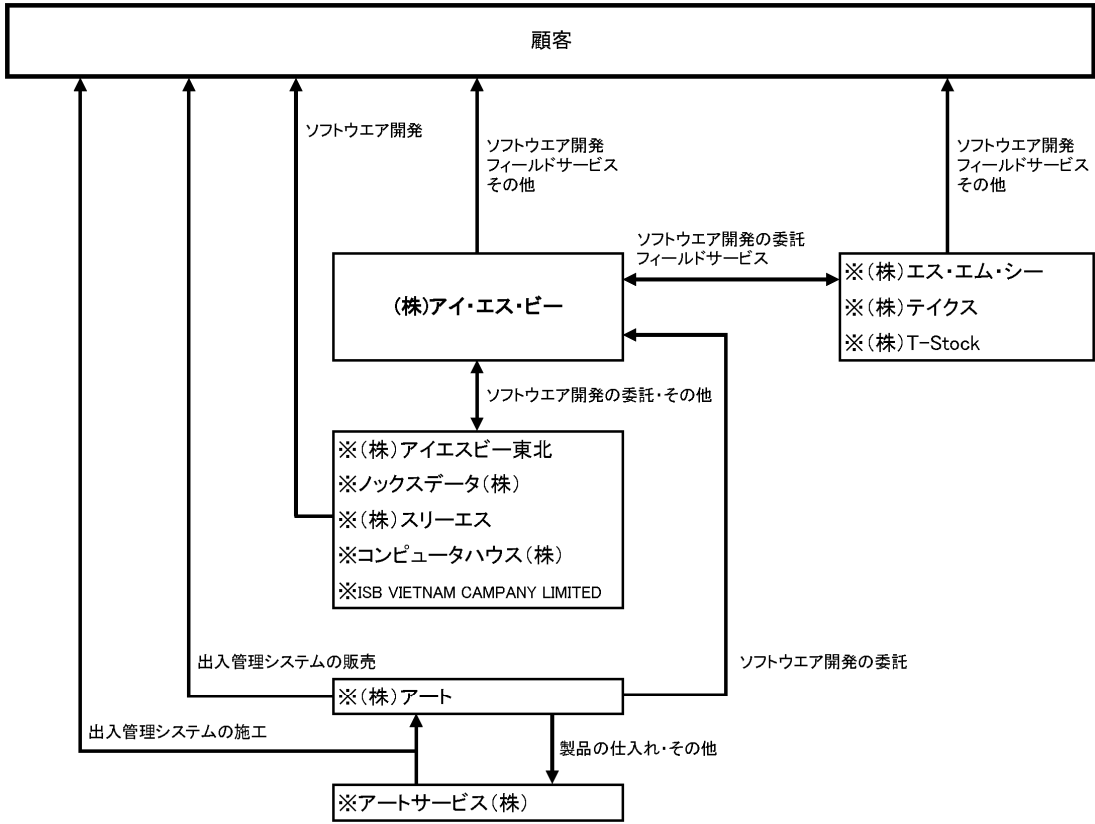 顧客
ソフトウエア開発
ソフトウエア開発
フィールドサービス
その他
ソフトウエア開発
フィールドサービス
その他
ソフトウエア開発の委託
フィールドサービス
(株)アイ・エス・ビー
※(株)エス・エム・シー
※(株)テイクス
※(株)T-Stock
ソフトウエア開発の委託・その他
※(株)アイエスビー東北
※ノックスデータ(株)
※(株)スリーエス
※コンピュータハウス(株)
※ISB VIETNAM CAMPANY LIMITED
出入管理システムの販売
ソフトウエア開発の委託
※(株)アート
出入管理システムの施工
製品の仕入れ・その他
※アートサービス(株)